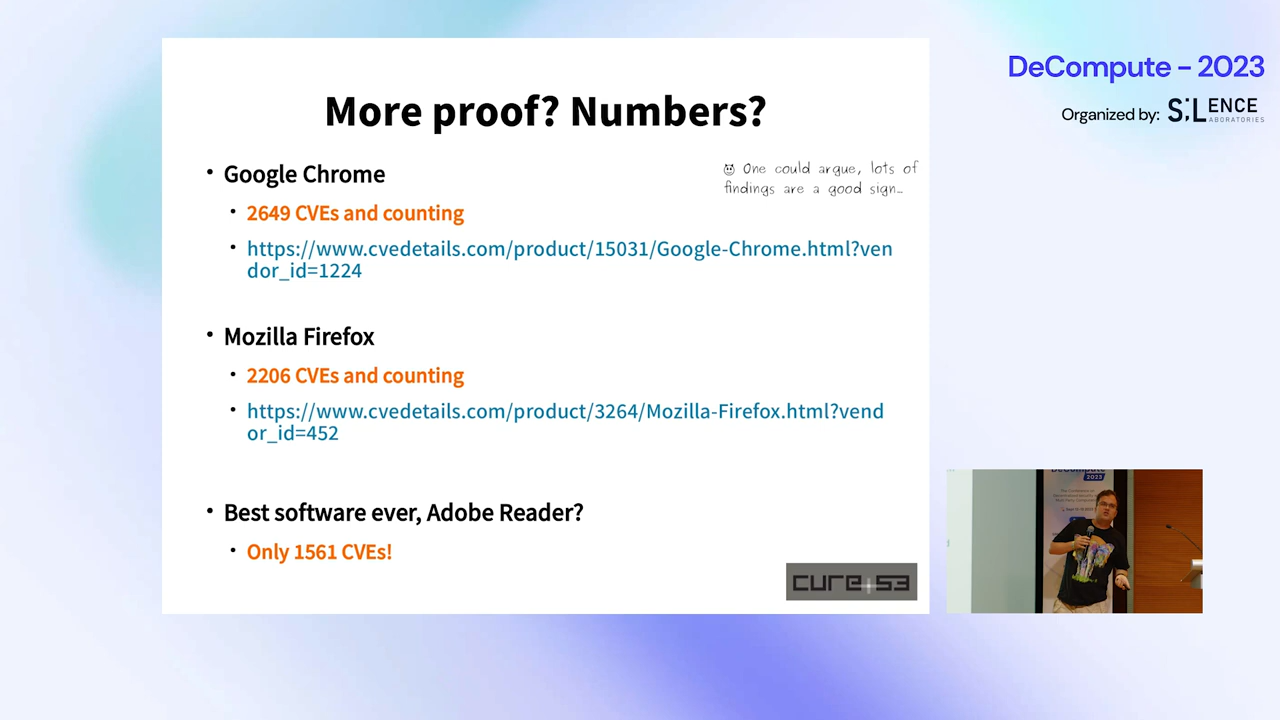 More proof? Numbers?
• Google Chrome
😈 One could argue, lots of
findings are a good sign…
• 2649 CVEs and counting
• https://www.cvedetails.com/product/15031/Google-Chrome.html?ven
dor_id=1224
• Mozilla Firefox
• 2206 CVEs and counting
• https://www.cvedetails.com/product/3264/Mozilla-Firefox.html?vend
or_id=452
• Best software ever, Adobe Reader?
• Only 1561 CVEs!
cure+53
DeCompute – 2023
Organized by: SiLENCE
LABORATORIES
DeCompute
2023